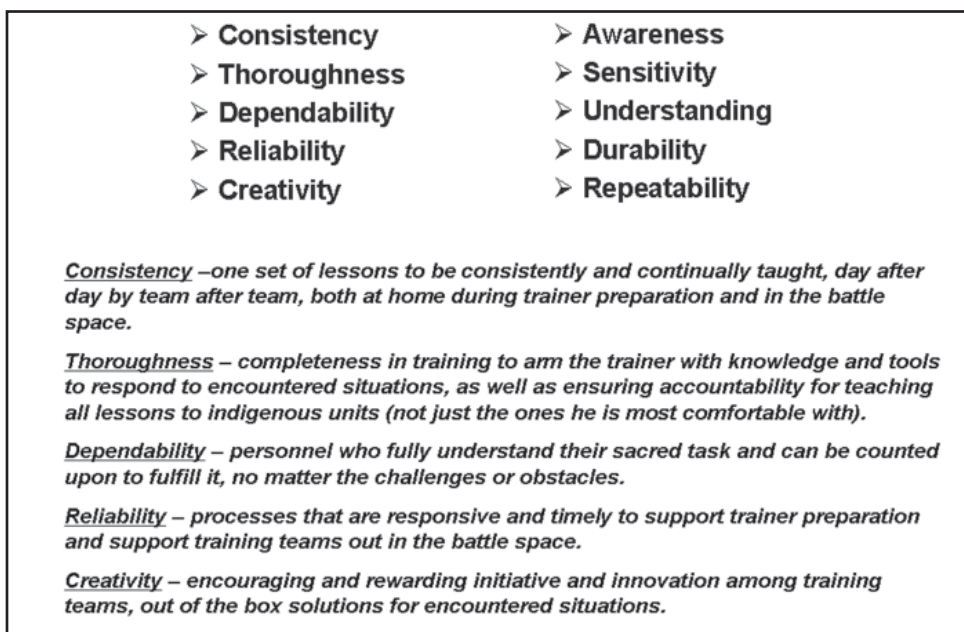 ➢ Consistency
➢ Thoroughness
➢ Dependability
➢ Reliability
➢ Creativity
➢ Awareness
➢ Sensitivity
➢ Understanding
➢ Durability
➢ Repeatability
Consistency –one set of lessons to be consistently and continually taught, day after
day by team after team, both at home during trainer preparation and in the battle
space.
Thoroughness – completeness in training to arm the trainer with knowledge and tools
to respond to encountered situations, as well as ensuring accountability for teaching
all lessons to indigenous units (not just the ones he is most comfortable with).
Dependability – personnel who fully understand their sacred task and can be counted
upon to fulfill it, no matter the challenges or obstacles.
Reliability – processes that are responsive and timely to support trainer preparation
and support training teams out in the battle space.
Creativity – encouraging and rewarding initiative and innovation among training
teams, out of the box solutions for encountered situations.